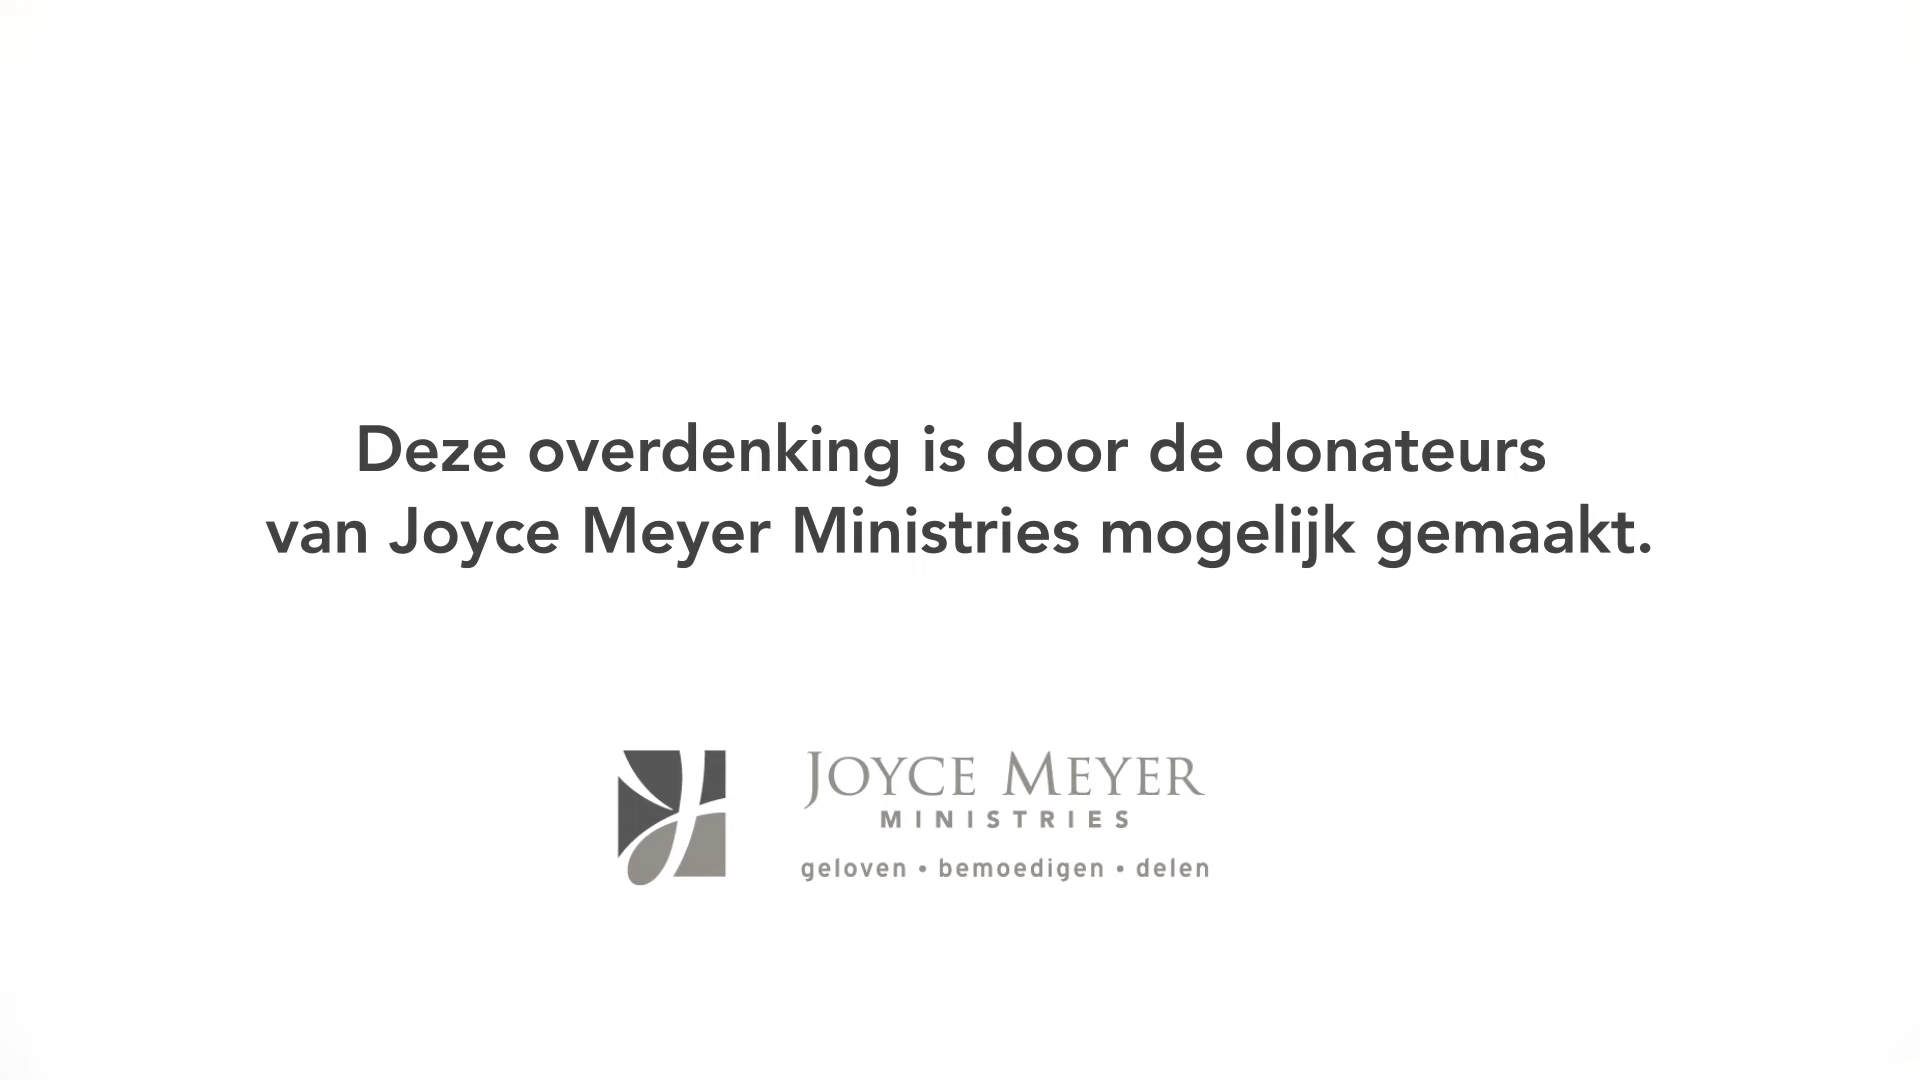 Deze overdenking is door de donateurs
van Joyce Meyer Ministries mogelijk gemaakt.
JOYCE MEYER
MINISTRIES
geloven • bemoedigen • delen